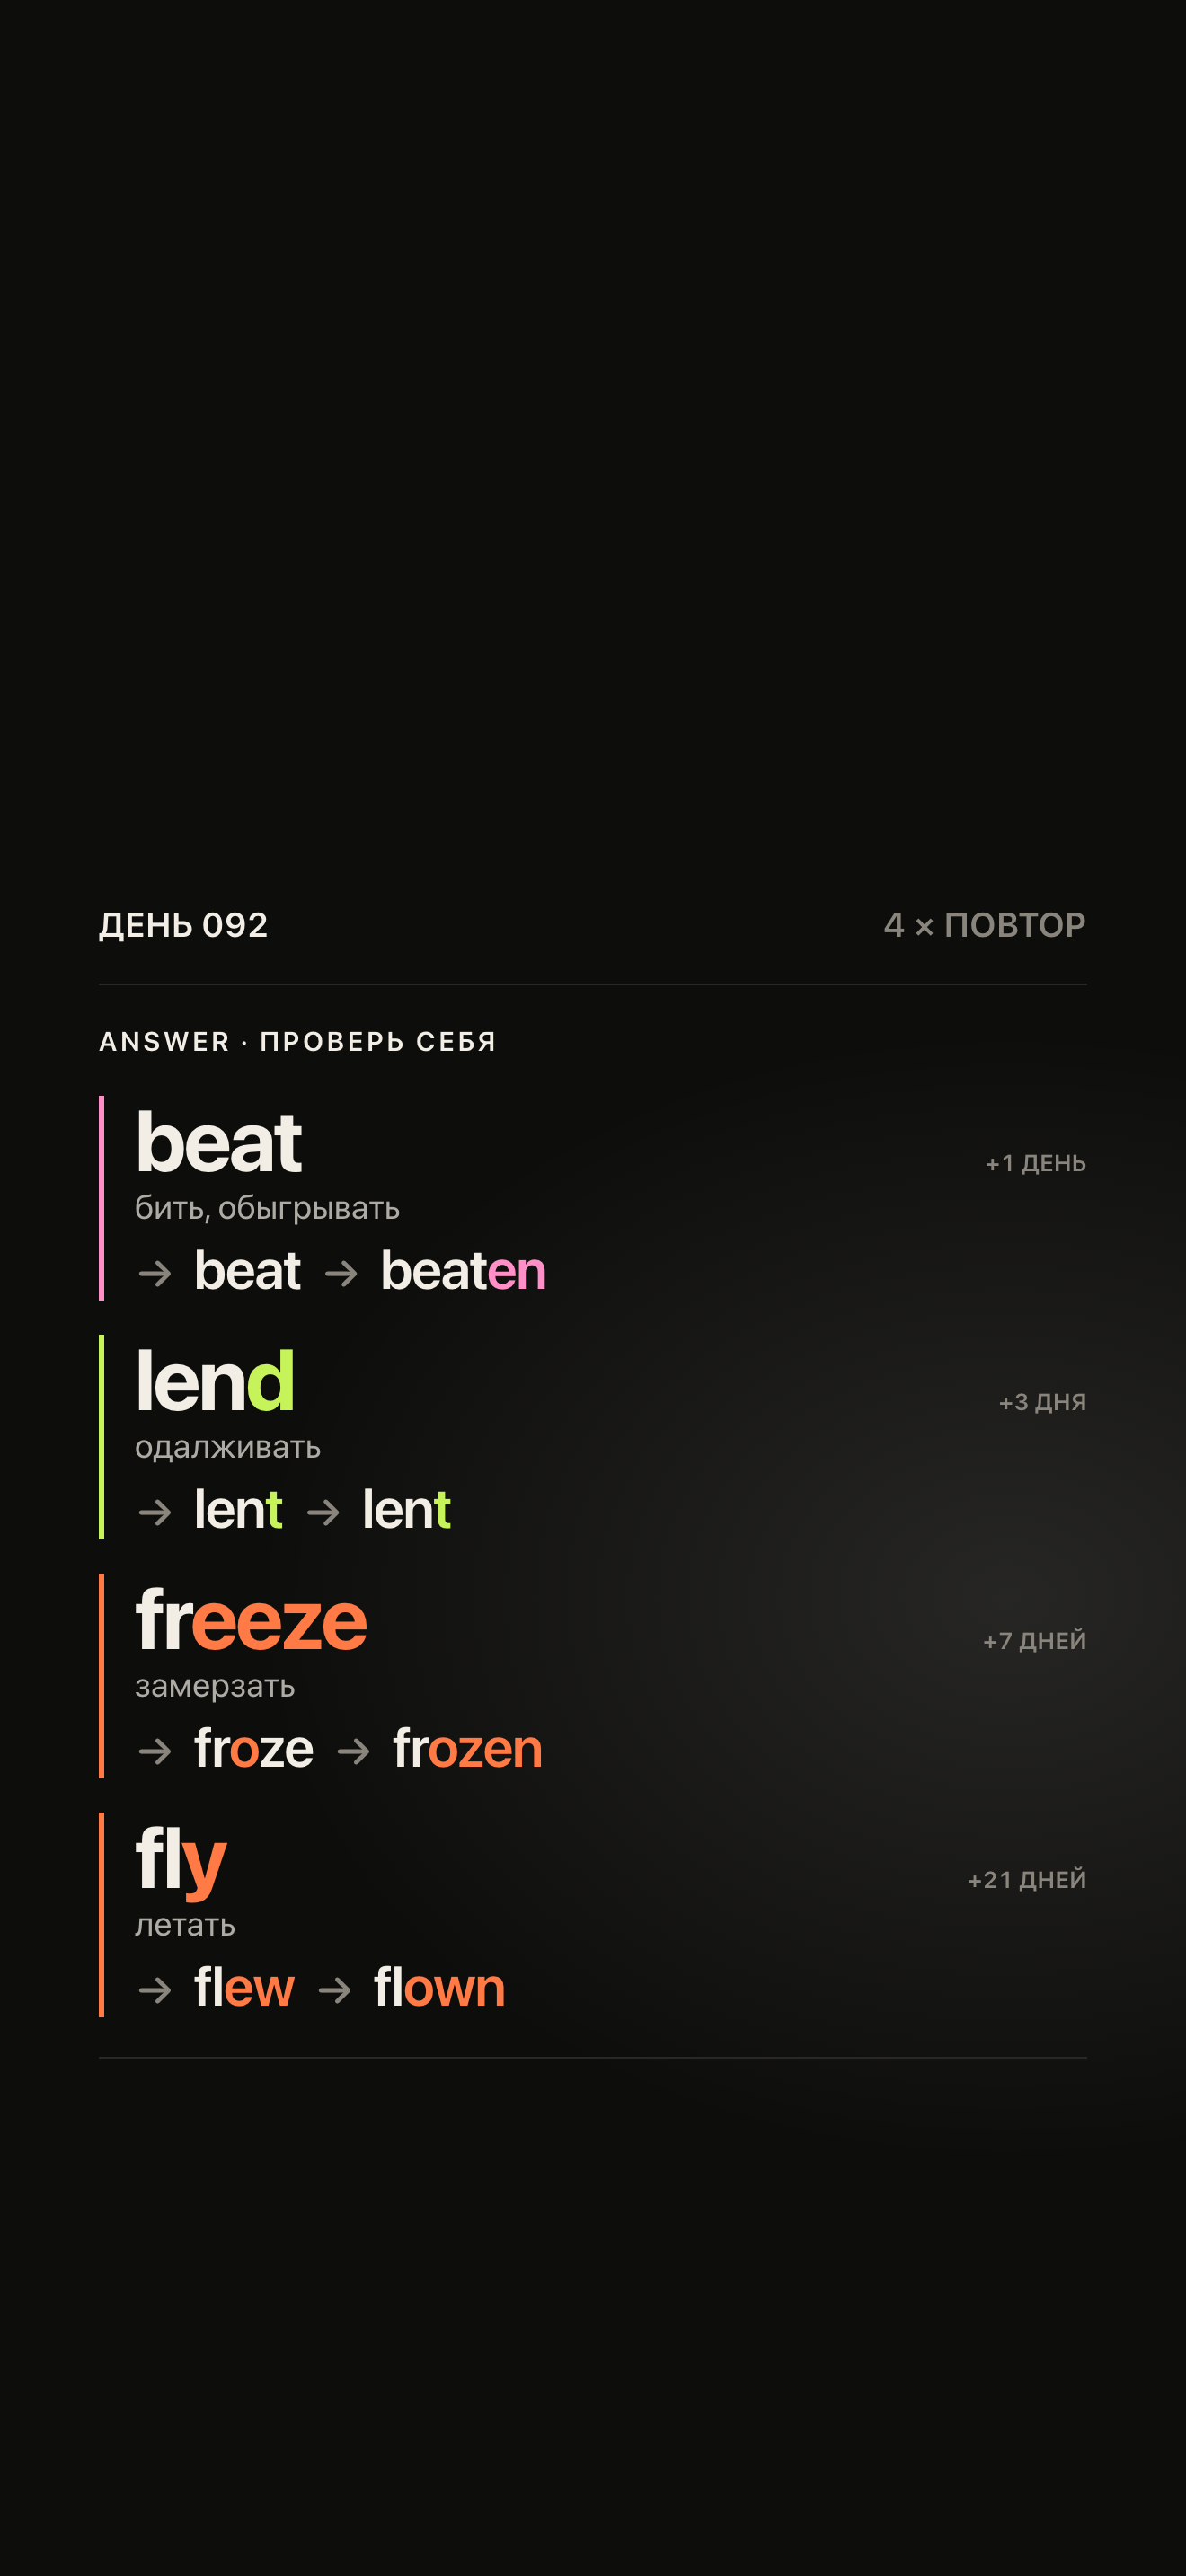 ДЕНЬ 092
4 × ПОВТОР
ANSWER · ПРОВЕРЬ СЕБЯ
beat
+1 ДЕНЬ
бить, обыгрывать
→ beat → beaten
lend
+3 ДНЯ
одалживать
→ lent → lent
freeze
+7 ДНЕЙ
замерзать
→ froze → frozen
fly
+21 ДНЕЙ
летать
→ flew → flown